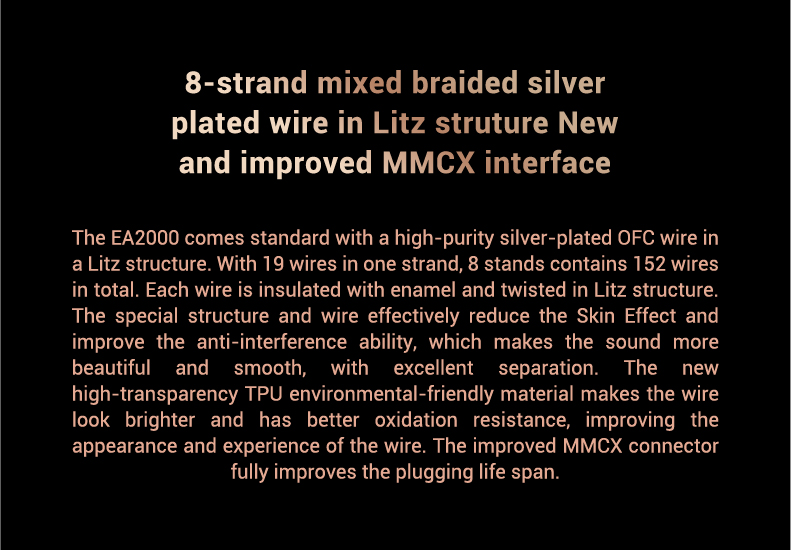 8-strand mixed braided silver
plated wire in Litz struture New
and improved MMCX interface
The EA2000 comes standard with a high-purity silver-plated OFC wire in
a Litz structure. With 19 wires in one strand, 8 stands contains 152 wires
in total. Each wire is insulated with enamel and twisted in Litz structure.
The special structure and wire effectively reduce the Skin Effect and
improve the anti-interference ability, which makes the sound more
beautiful and smooth, with excellent separation. The new
high-transparency TPU environmental-friendly material makes the wire
look brighter and has better oxidation resistance, improving the
appearance and experience of the wire. The improved MMCX connector
fully improves the plugging life span.